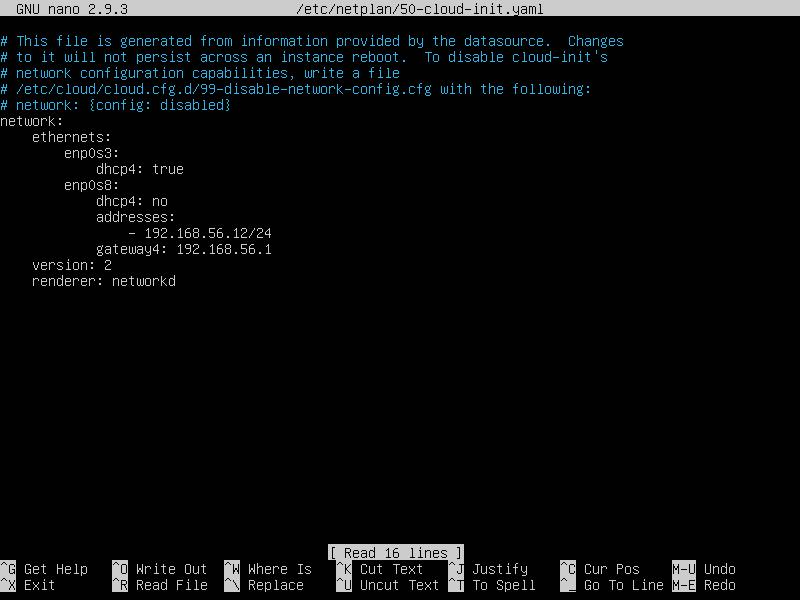 GNU nano 2.9.3 /etc/netplan/50-cloud-init.yaml
# This file is generated from information provided by the datasource.  Changes
# to it will not persist across an instance reboot.  To disable cloud-init's
# network configuration capabilities, write a file
# /etc/cloud/cloud.cfg.d/99-disable-network-config.cfg with the following:
# network: {config: disabled}
network:
    ethernets:
        enp0s3:
            dhcp4: true
        enp0s8:
            dhcp4: no
            addresses:
                - 192.168.56.12/24
            gateway4: 192.168.56.1
    version: 2
    renderer: networkd
[ Read 16 lines ]
^G Get Help ^O Write Out ^W Where Is ^K Cut Text ^J Justify ^C Cur Pos M-U Undo
^X Exit ^R Read File ^\ Replace ^U Uncut Text ^T To Spell ^_ Go To Line M-E Redo